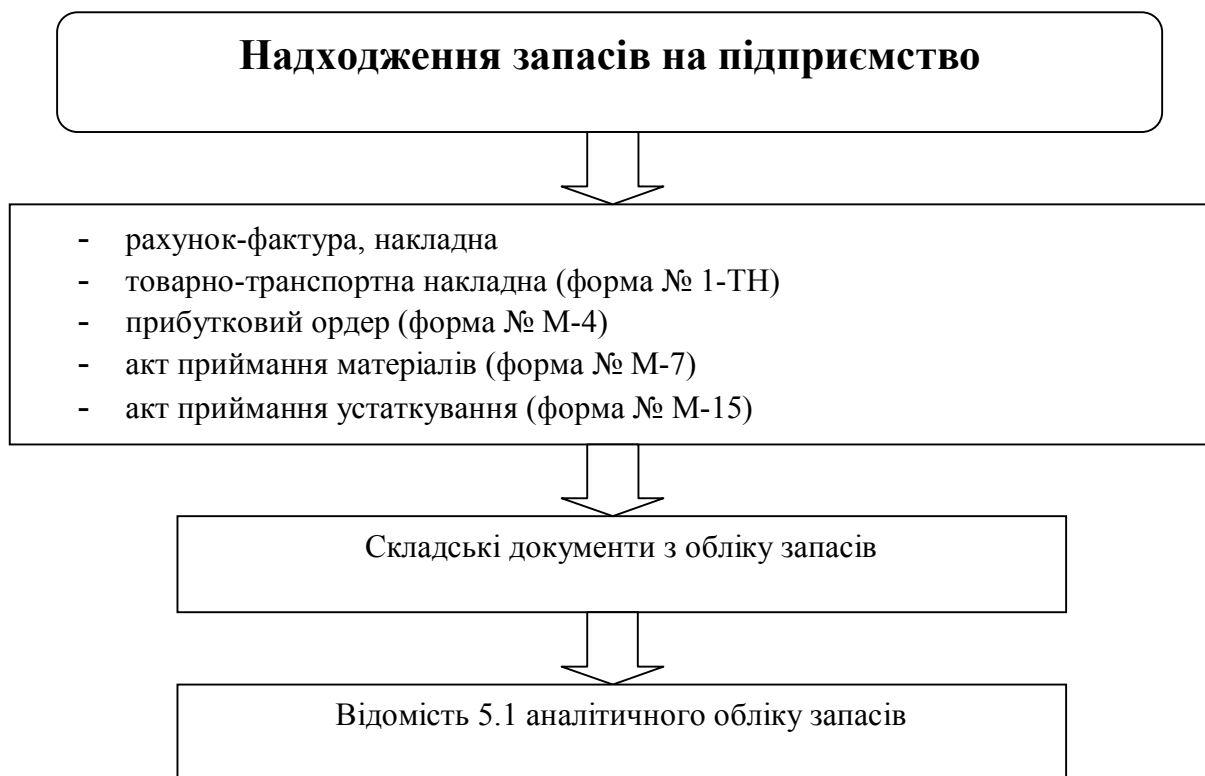 Надходження запасів на підприємство
- рахунок-фактура, накладна
- товарно-транспортна накладна (форма № 1-ТН)
- прибутковий ордер (форма № М-4)
- акт приймання матеріалів (форма № М-7)
- акт приймання устаткування (форма № М-15)
Складські документи з обліку запасів
Відомість 5.1 аналітичного обліку запасів